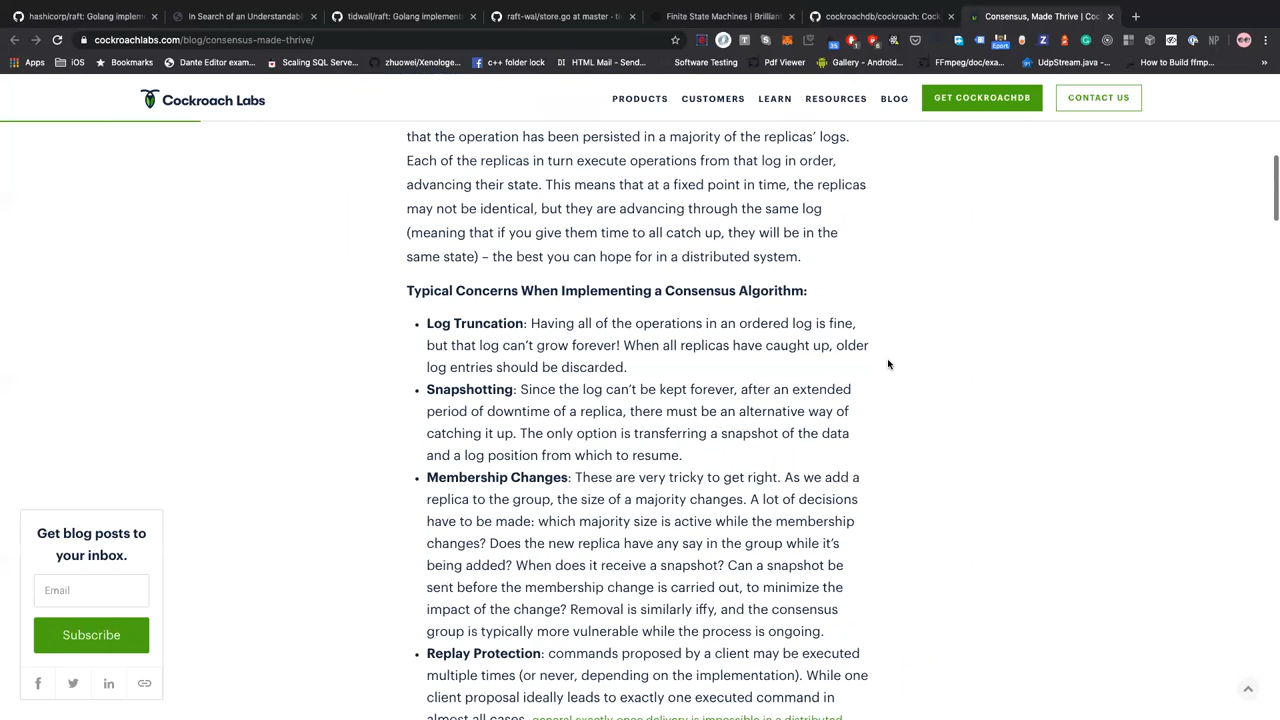 hashicorp/raft: Golang implemen
In Search of an Understandab
tidwall/raft: Golang implement
raft-wal/store.go at master · ti
Finite State Machines | Brillian
cockroachdb/cockroach: Coc
Consensus, Made Thrive | Coc
cockroachlabs.com/blog/consensus-made-thrive/
Apps
iOS
Bookmarks
Dante Editor exam...
Scaling SQL Serve...
zhuowei/Xenologe...
c++ folder lock
HTML Mail - Send...
Software Testing
Pdf Viewer
Gallery - Android...
FFmpeg/doc/exa...
UdpStream.java –...
How to Build ffmp...
Cockroach Labs
PRODUCTS
CUSTOMERS
LEARN
RESOURCES
BLOG
GET COCKROACHDB
CONTACT US
that the operation has been persisted in a majority of the replicas' logs.
Each of the replicas in turn execute operations from that log in order,
advancing their state. This means that at a fixed point in time, the replicas
may not be identical, but they are advancing through the same log
(meaning that if you give them time to all catch up, they will be in the
same state) – the best you can hope for in a distributed system.
Typical Concerns When Implementing a Consensus Algorithm:
• Log Truncation: Having all of the operations in an ordered log is fine,
but that log can't grow forever! When all replicas have caught up, older
log entries should be discarded.
• Snapshotting: Since the log can't be kept forever, after an extended
period of downtime of a replica, there must be an alternative way of
catching it up. The only option is transferring a snapshot of the data
and a log position from which to resume.
• Membership Changes: These are very tricky to get right. As we add a
replica to the group, the size of a majority changes. A lot of decisions
have to be made: which majority size is active while the membership
changes? Does the new replica have any say in the group while it's
being added? When does it receive a snapshot? Can a snapshot be
sent before the membership change is carried out, to minimize the
impact of the change? Removal is similarly iffy, and the consensus
group is typically more vulnerable while the process is ongoing.
• Replay Protection: commands proposed by a client may be executed
multiple times (or never, depending on the implementation). While one
client proposal ideally leads to exactly one executed command in
almost all cases, general exactly-once delivery is impossible in a distributed
Get blog posts to
your inbox.
Email
Subscribe